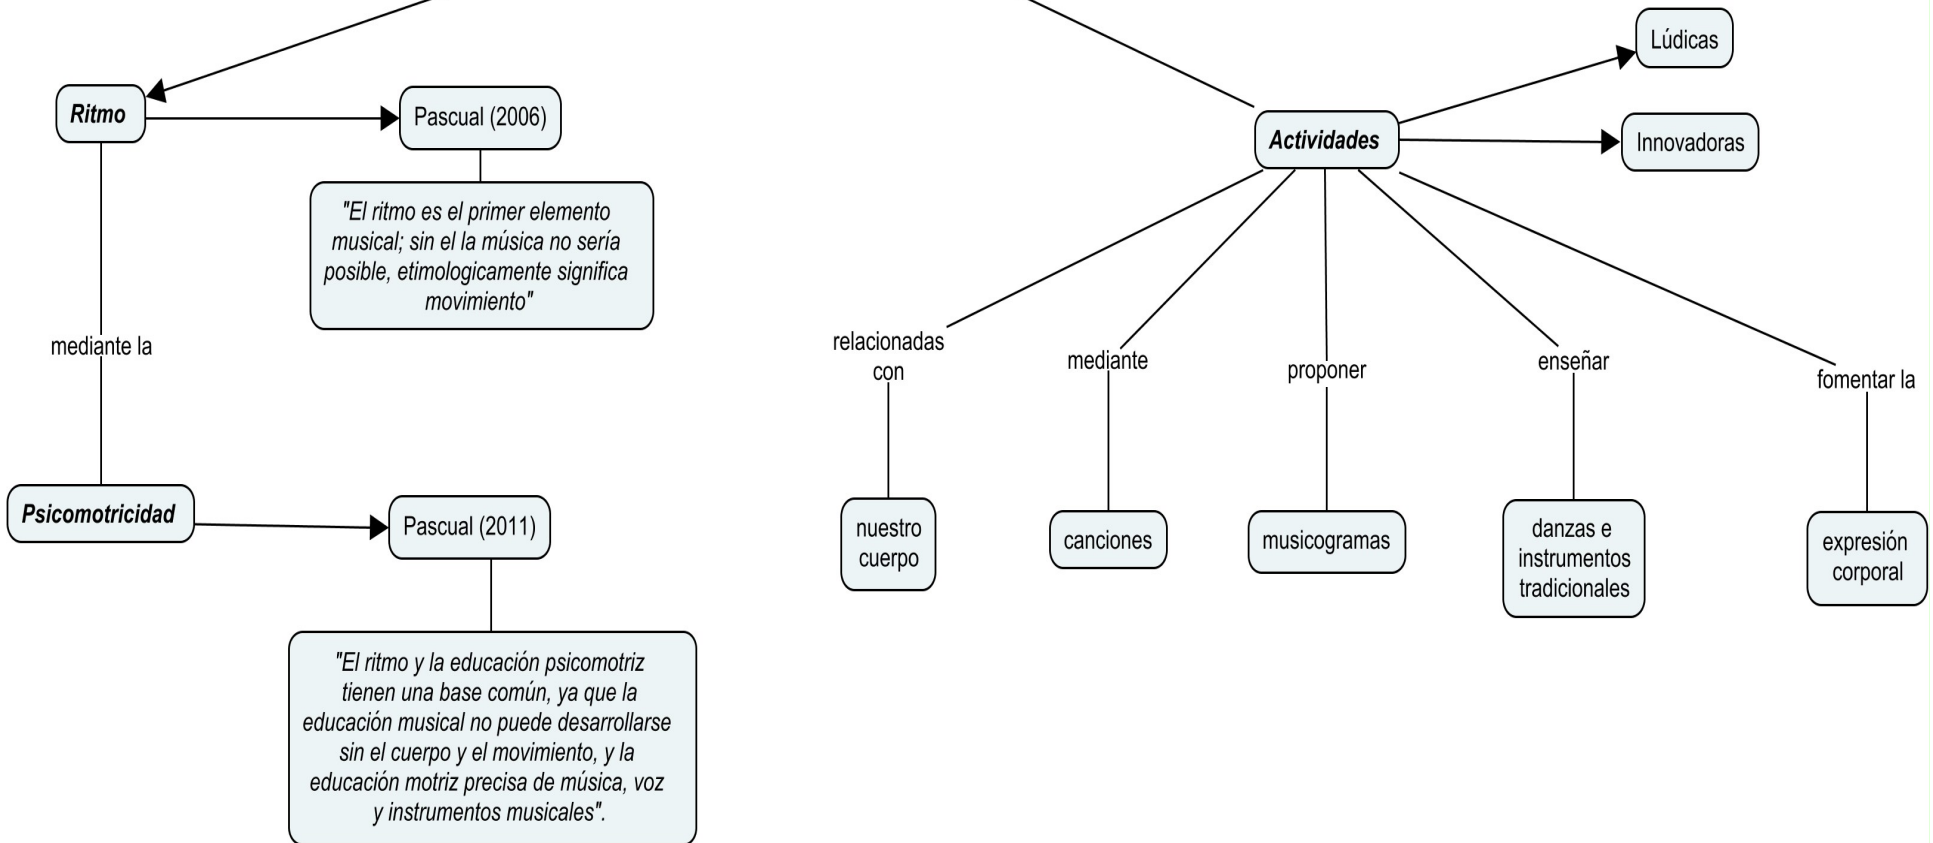 Lúdicas
Ritmo
Pascual (2006)
Actividades
Innovadoras
"El ritmo es el primer elemento
musical; sin el la música no sería
posible, etimologicamente significa
movimiento"
mediante la
relacionadas
con
mediante
proponer
enseñar
fomentar la
Psicomotricidad
Pascual (2011)
nuestro
cuerpo
canciones
musicogramas
danzas e
instrumentos
tradicionales
expresión
corporal
"El ritmo y la educación psicomotriz
tienen una base común, ya que la
educación musical no puede desarrollarse
sin el cuerpo y el movimiento, y la
educación motriz precisa de música, voz
y instrumentos musicales".